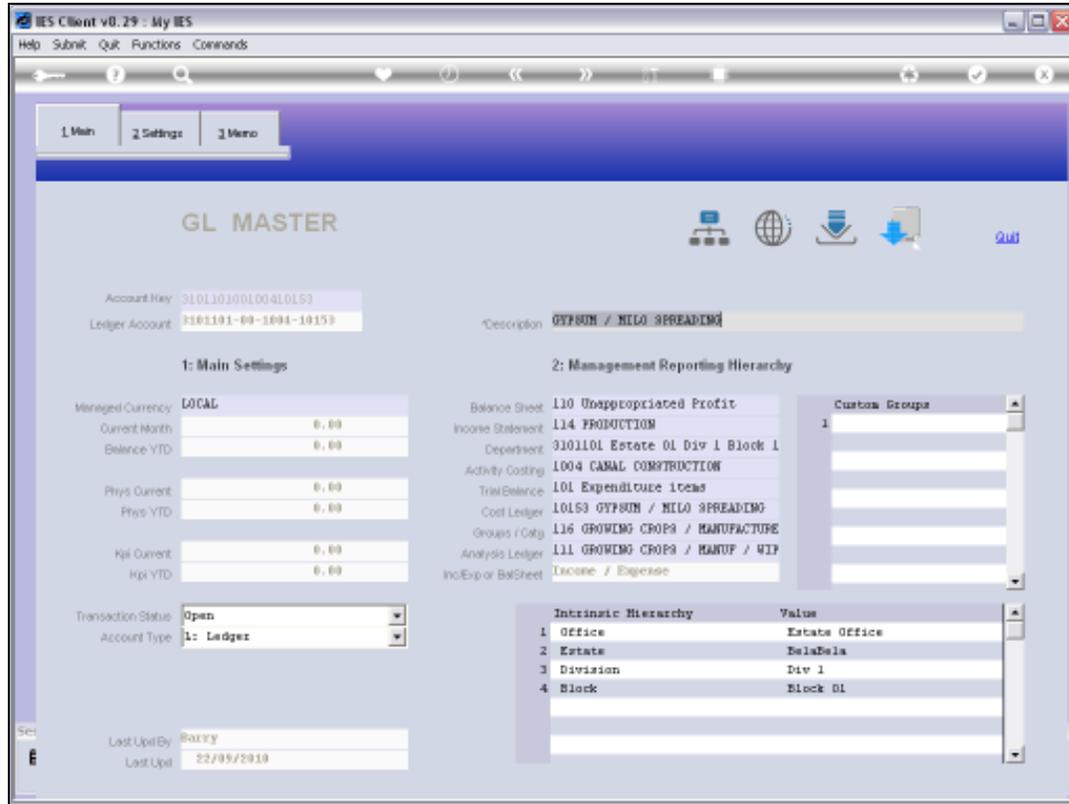 IES Client v8.29 : My IES
Help Submit Quit Functions Commands
1 Main 2 Settings 3 Memo
GL MASTER
Quit
Account Key 310110100100410153
Ledger Account 3101101-00-1004-10153
*Description GYPSUM / MILO SPREADING
1: Main Settings
2: Management Reporting Hierarchy
Managed Currency LOCAL
Current Month 0.00
Balance YTD 0.00
Phys Current 0.00
Phys YTD 0.00
Kpi Current 0.00
Kpi YTD 0.00
Balance Sheet 110 Unappropriated Profit
Income Statement 114 PRODUCTION
Department 3101101 Estate 01 Div 1 Block 1
Activity Costing 1004 CANAL CONSTRUCTION
Trial Balance 101 Expenditure items
Cost Ledger 10153 GYPSUM / MILO SPREADING
Groups / Catg 116 GROWING CROPS / MANUFACTURE
Analysis Ledger 111 GROWING CROPS / MANUF / WIP
Inc/Exp or BalSheet Income / Expense
Custom Groups
1
Transaction Status Open
Account Type 1: Ledger
Intrinsic Hierarchy Value
1 Office Estate Office
2 Estate BelaBela
3 Division Div 1
4 Block Block 01
Last Upd By Barry
Last Upd 22/09/2010